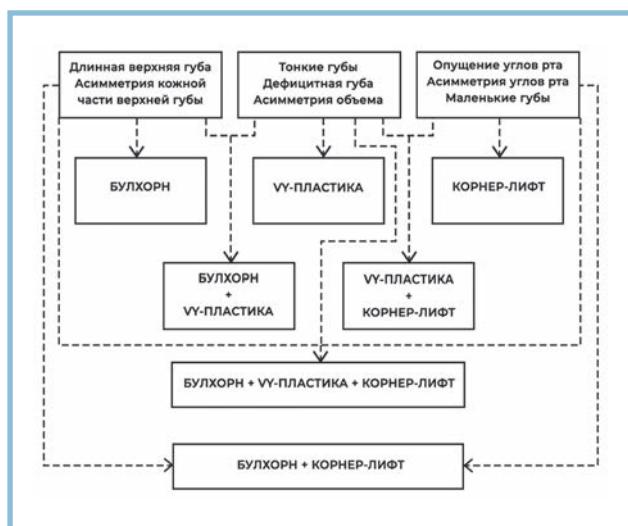 Длинная верхняя губа
Асимметрия кожной
части верхней губы
Тонкие губы
Дефицитная губа
Асимметрия объема
Опущение углов рта
Асимметрия углов рта
Маленькие губы
БУЛХОРН
VY-ПЛАСТИКА
КОРНЕР-ЛИФТ
БУЛХОРН
+
VY-ПЛАСТИКА
VY-ПЛАСТИКА
+
КОРНЕР-ЛИФТ
БУЛХОРН + VY-ПЛАСТИКА + КОРНЕР-ЛИФТ
БУЛХОРН + КОРНЕР-ЛИФТ